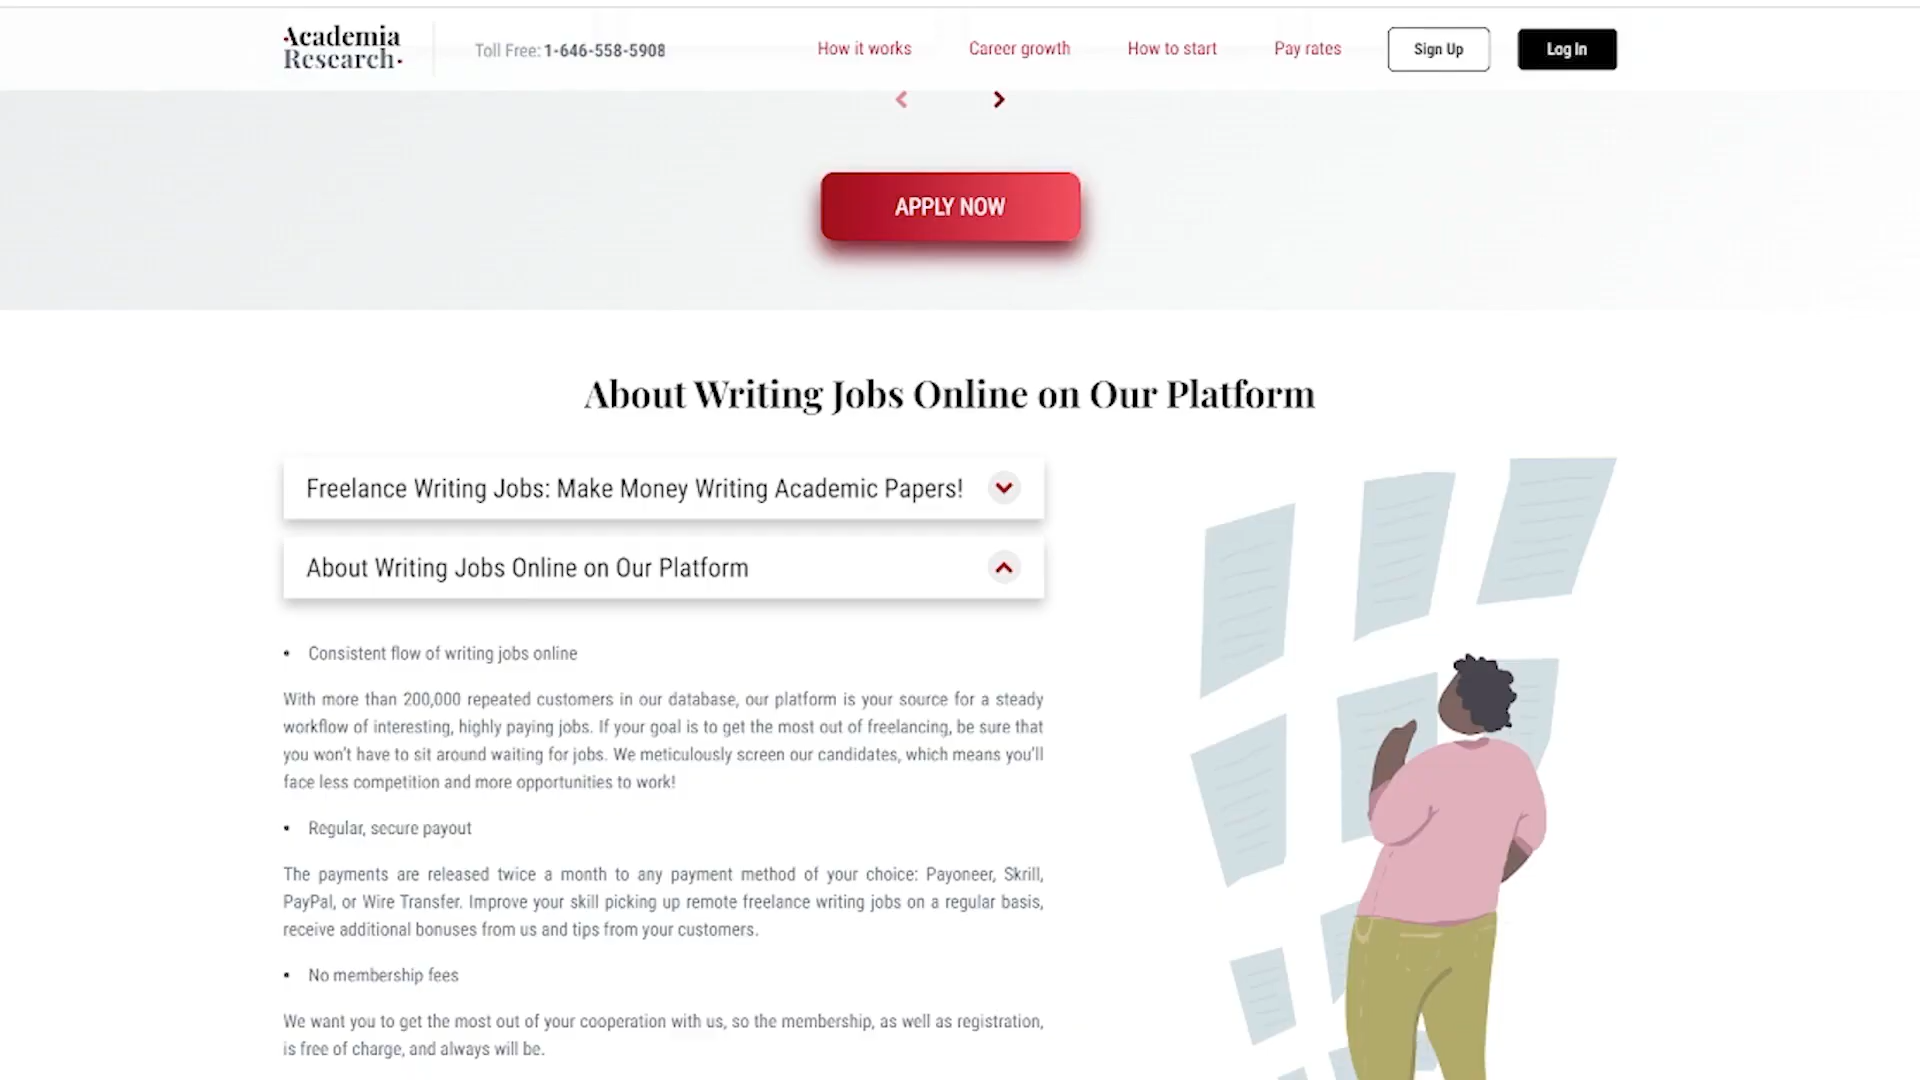 Academia
Research
Toll Free: 1-646-558-5908
How it works
Career growth
How to start
Pay rates
Sign Up
Log In
APPLY NOW
About Writing Jobs Online on Our Platform
Freelance Writing Jobs: Make Money Writing Academic Papers!
About Writing Jobs Online on Our Platform
• Consistent flow of writing jobs online
With more than 200,000 repeated customers in our database, our platform is your source for a steady
workflow of interesting, highly paying jobs. If your goal is to get the most out of freelancing, be sure that
you won't have to sit around waiting for jobs. We meticulously screen our candidates, which means you'll
face less competition and more opportunities to work!
• Regular, secure payout
The payments are released twice a month to any payment method of your choice: Payoneer, Skrill,
PayPal, or Wire Transfer. Improve your skill picking up remote freelance writing jobs on a regular basis,
receive additional bonuses from us and tips from your customers.
• No membership fees
We want you to get the most out of your cooperation with us, so the membership, as well as registration,
is free of charge, and always will be.